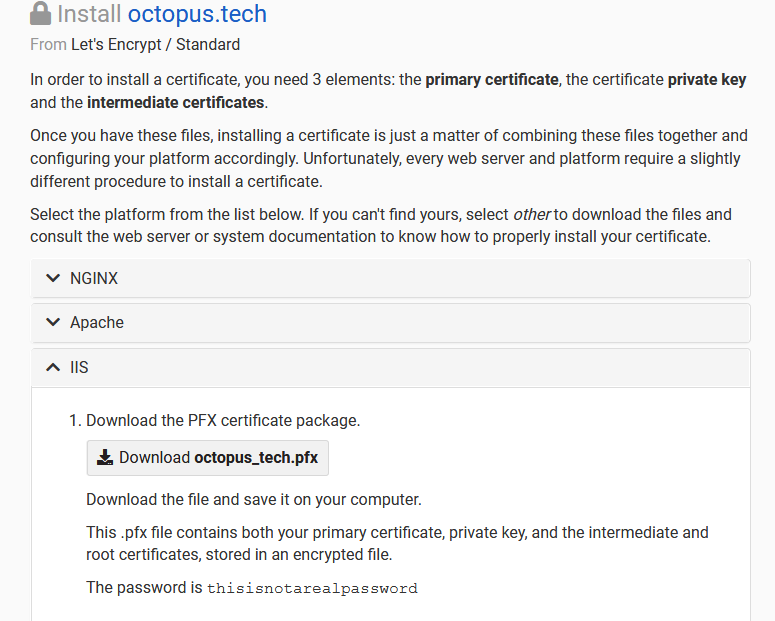 Install octopus.tech
From Let's Encrypt / Standard
In order to install a certificate, you need 3 elements: the primary certificate, the certificate private key
and the intermediate certificates.
Once you have these files, installing a certificate is just a matter of combining these files together and
configuring your platform accordingly. Unfortunately, every web server and platform require a slightly
different procedure to install a certificate.
Select the platform from the list below. If you can't find yours, select other to download the files and
consult the web server or system documentation to know how to properly install your certificate.
NGINX
Apache
IIS
1. Download the PFX certificate package.
Download octopus_tech.pfx
Download the file and save it on your computer.
This .pfx file contains both your primary certificate, private key, and the intermediate and
root certificates, stored in an encrypted file.
The password is thisisnotarealpassword